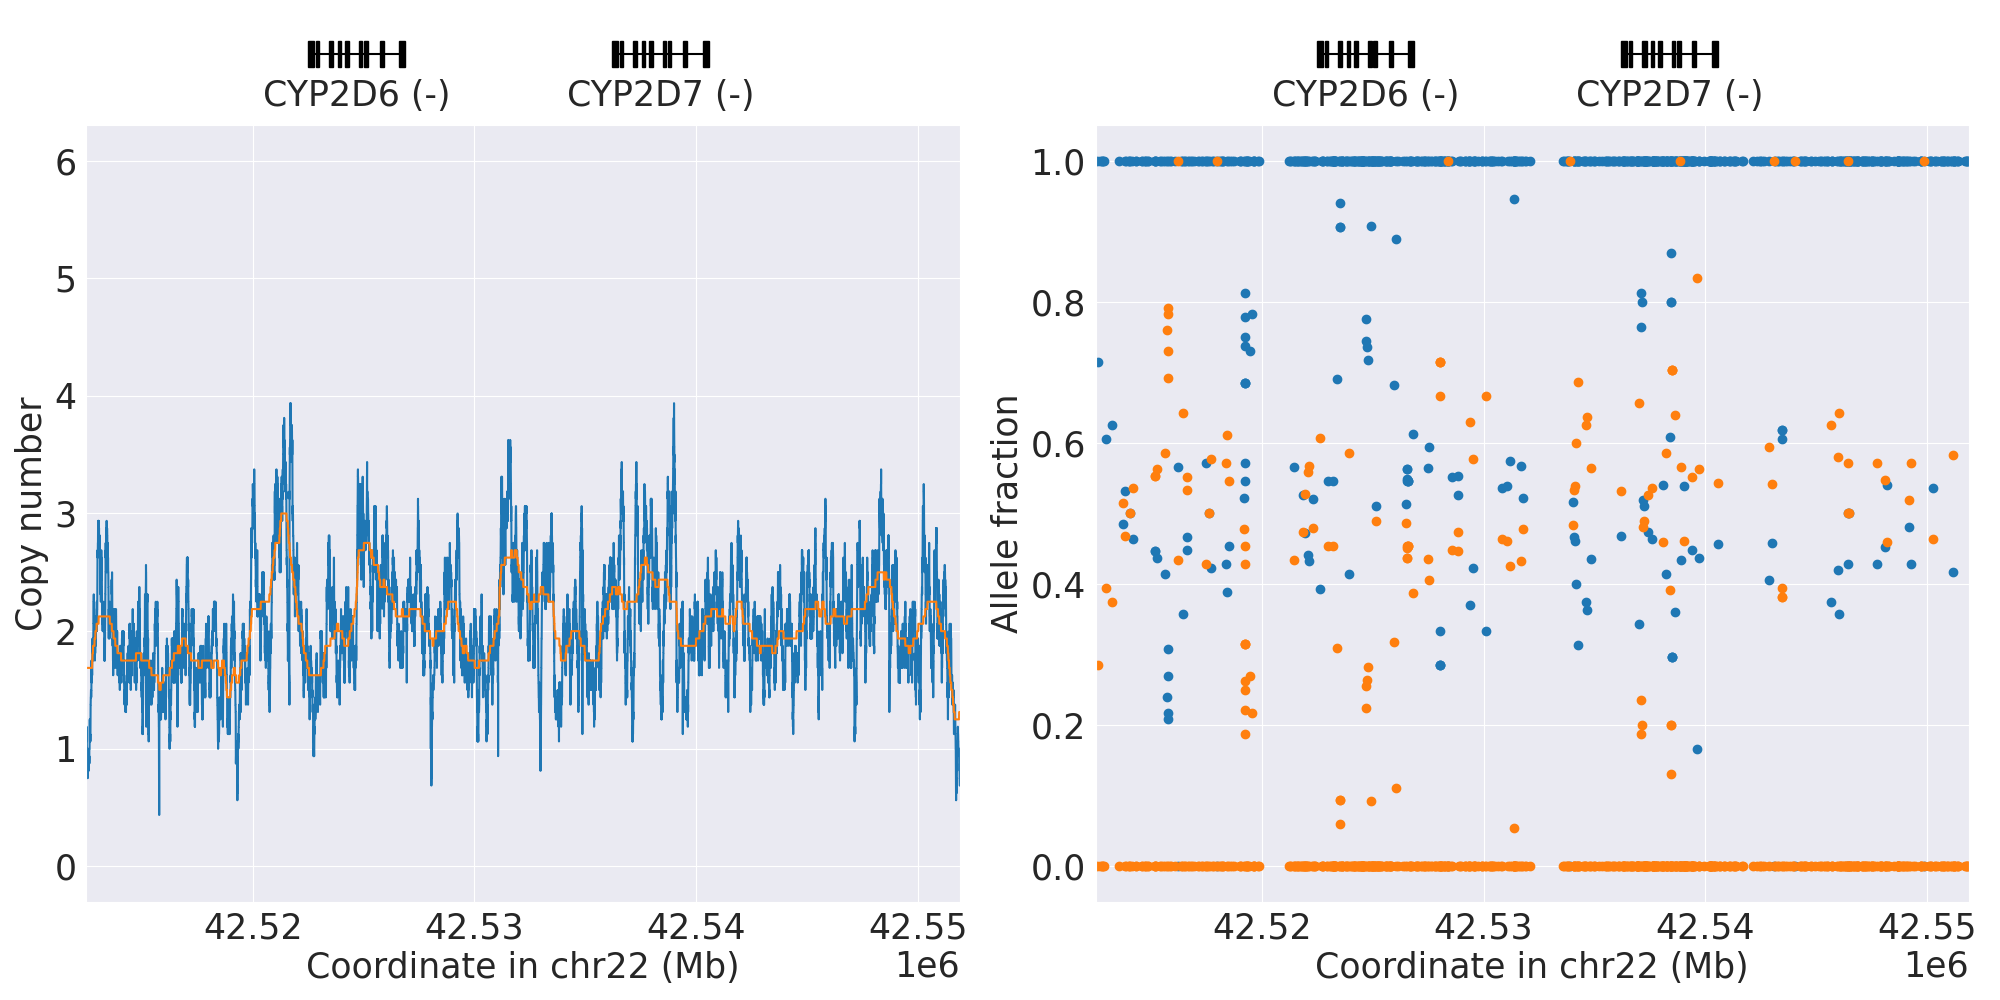 CYP2D6 (-) CYP2D7 (-)
Copy number
6
5
4
3
2
1
0
42.52 42.53 42.54 42.55
Coordinate in chr22 (Mb)
1e6
CYP2D6 (-) CYP2D7 (-)
Allele fraction
1.0
0.8
0.6
0.4
0.2
0.0
42.52 42.53 42.54 42.55
Coordinate in chr22 (Mb)
1e6